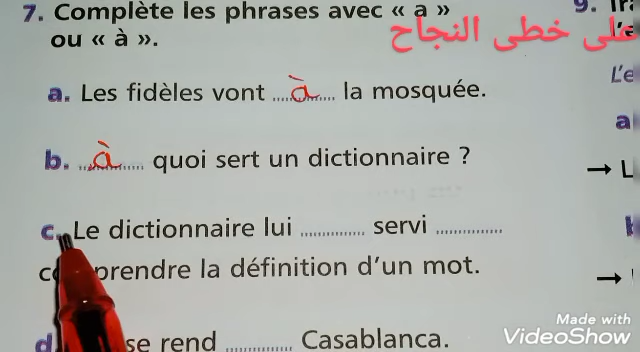 7. Complète les phrases avec « a »
ou « à ».
9.
على خطى النجاح
a. Les fidèles vont ...à... la mosquée.
L'e
a
b. ...à... quoi sert un dictionnaire ?
→ L
c. Le dictionnaire lui ............. servi .............
prendre la définition d'un mot.
→
d. se rend ............. Casablanca.
Made with
VideoShow